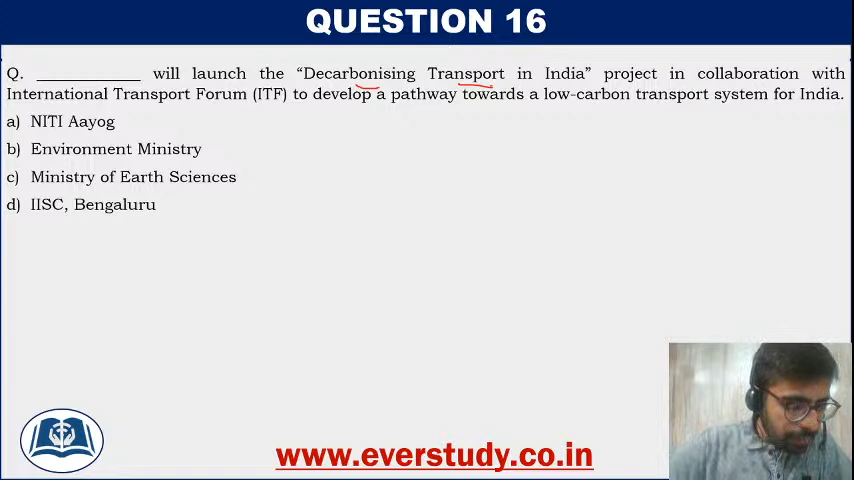 QUESTION 16
Q. ____________ will launch the “Decarbonising Transport in India” project in collaboration with
International Transport Forum (ITF) to develop a pathway towards a low-carbon transport system for India.
a) NITI Aayog
b) Environment Ministry
c) Ministry of Earth Sciences
d) IISC, Bengaluru
www.everstudy.co.in